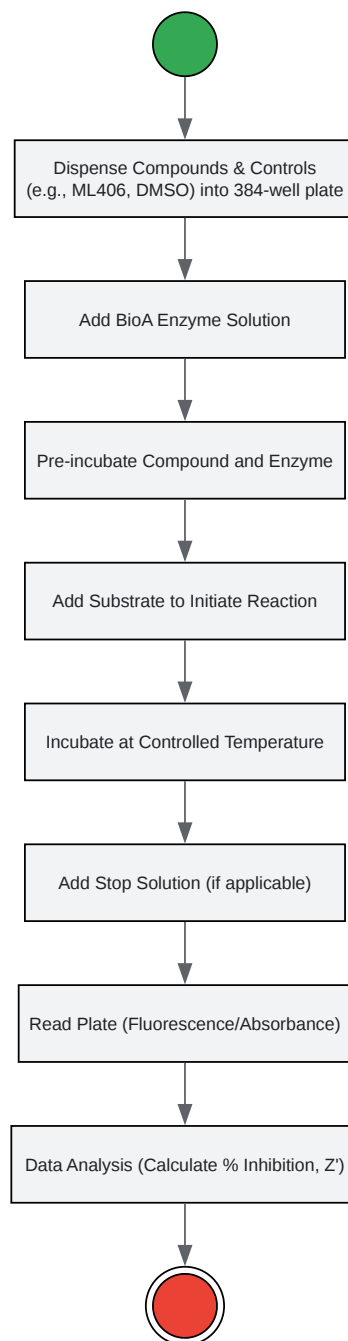 Dispense Compounds & Controls
(e.g., ML406, DMSO) into 384-well plate
Add BioA Enzyme Solution
Pre-incubate Compound and Enzyme
Add Substrate to Initiate Reaction
Incubate at Controlled Temperature
Add Stop Solution (if applicable)
Read Plate (Fluorescence/Absorbance)
Data Analysis (Calculate % Inhibition, Z')